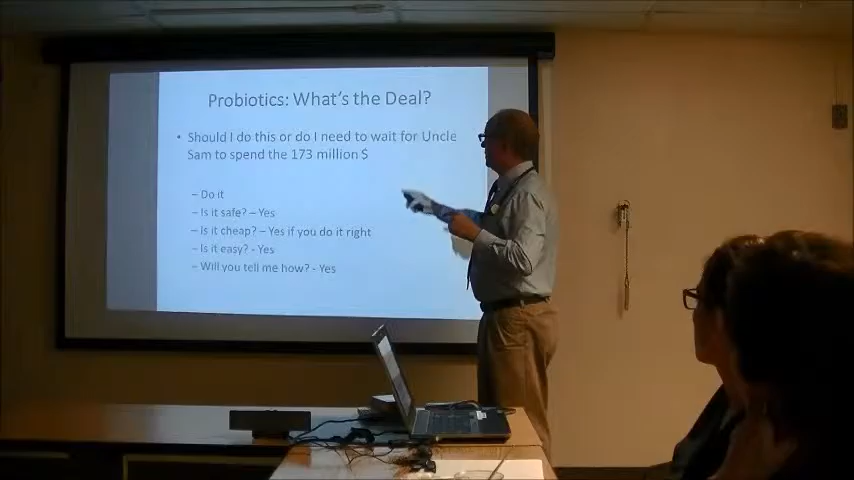 Probiotics: What's the Deal?
• Should I do this or do I need to wait for Uncle
Sam to spend the 173 million $
– Do it
– Is it safe? – Yes
– Is it cheap? – Yes if you do it right
– Is it easy? - Yes
– Will you tell me how? - Yes